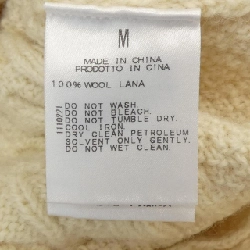 M
MADE IN CHINA
PRODOTTO IN CINA
100% WOOL LANA
DO NOT WASH.
DO NOT BLEACH.
DO NOT TUMBLE DRY.
COOL IRON.
DRY CLEAN PETROLEUM
SOLVENT ONLY GENTLY.
DO NOT WET CLEAN